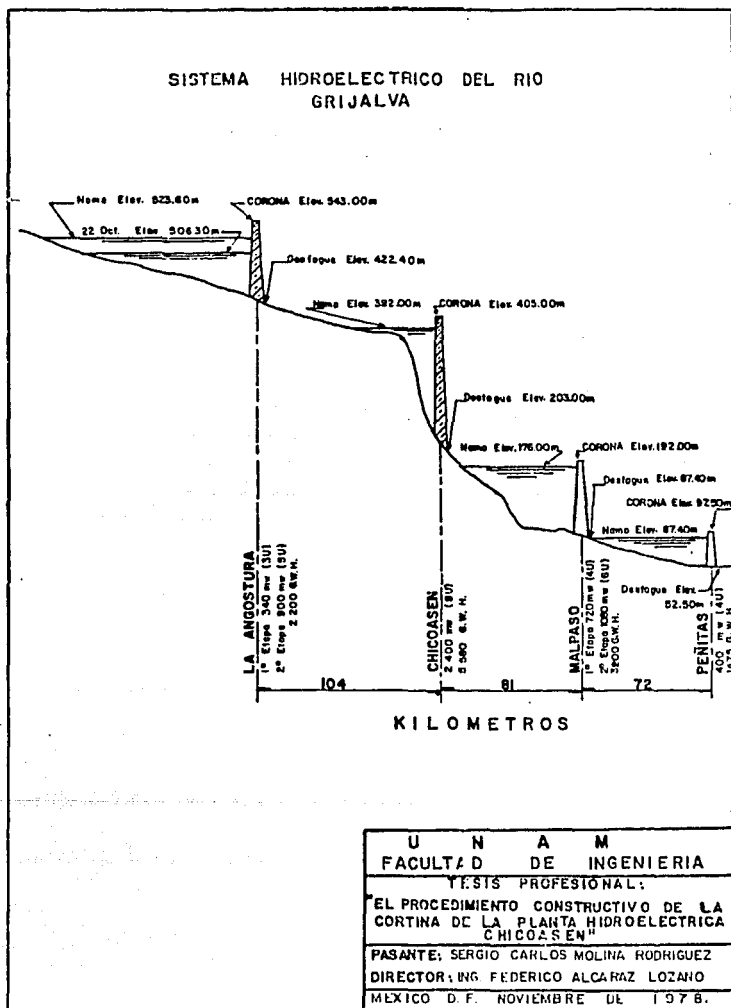 SISTEMA HIDROELECTRICO DEL RIO
GRIJALVA
Namo Elev. 523.60m
CORONA Elev. 543.00m
22 Oct. Elev. 506.30m
Desfogue Elev. 422.40m
Namo Elev. 392.00m
CORONA Elev. 405.00m
Desfogue Elev. 203.00m
Namo Elev. 176.00m
CORONA Elev. 192.00m
Desfogue Elev. 87.40m
CORONA Elev. 92.50m
Namo Elev. 87.40m
Desfogue Elev.
52.50m
LA ANGOSTURA
1º Etapa 540 mw (3U)
2º Etapa 900 mw (5U)
2 200 G.W.H.
CHICOASEN
2 400 mw (8U)
5 580 G.W.H.
MALPASO
1º Etapa 720 mw (4U)
2º Etapa 1080 mw (6U)
3200 G.W.H.
PEÑITAS
400 mw (4U)
104
81
72
KILOMETROS
U N A M
FACULTAD DE INGENIERIA
TESIS PROFESIONAL:
"EL PROCEDIMIENTO CONSTRUCTIVO DE LA
CORTINA DE LA PLANTA HIDROELECTRICA
CHICOASEN"
PASANTE: SERGIO CARLOS MOLINA RODRIGUEZ
DIRECTOR: ING. FEDERICO ALCARAZ LOZANO
MEXICO D.F. NOVIEMBRE DE 1978.